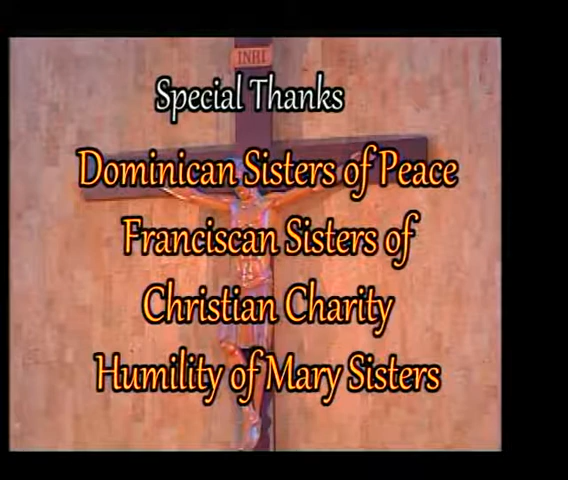 INRI
Special Thanks
Dominican Sisters of Peace
Franciscan Sisters of
Christian Charity
Humility of Mary Sisters